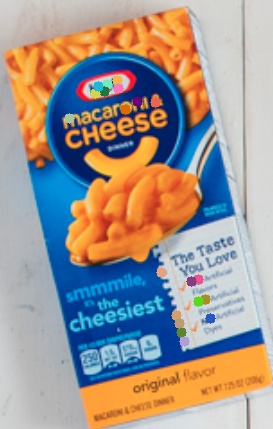 macaroni &
cheese
DINNER
smmmile,
it's the
cheesiest
The Taste
You Love
Artificial
Flavors
Artificial
Preservatives
Artificial
Dyes
250
original flavor
MACARONI & CHEESE DINNER
NET WT 7.25 OZ (206g)